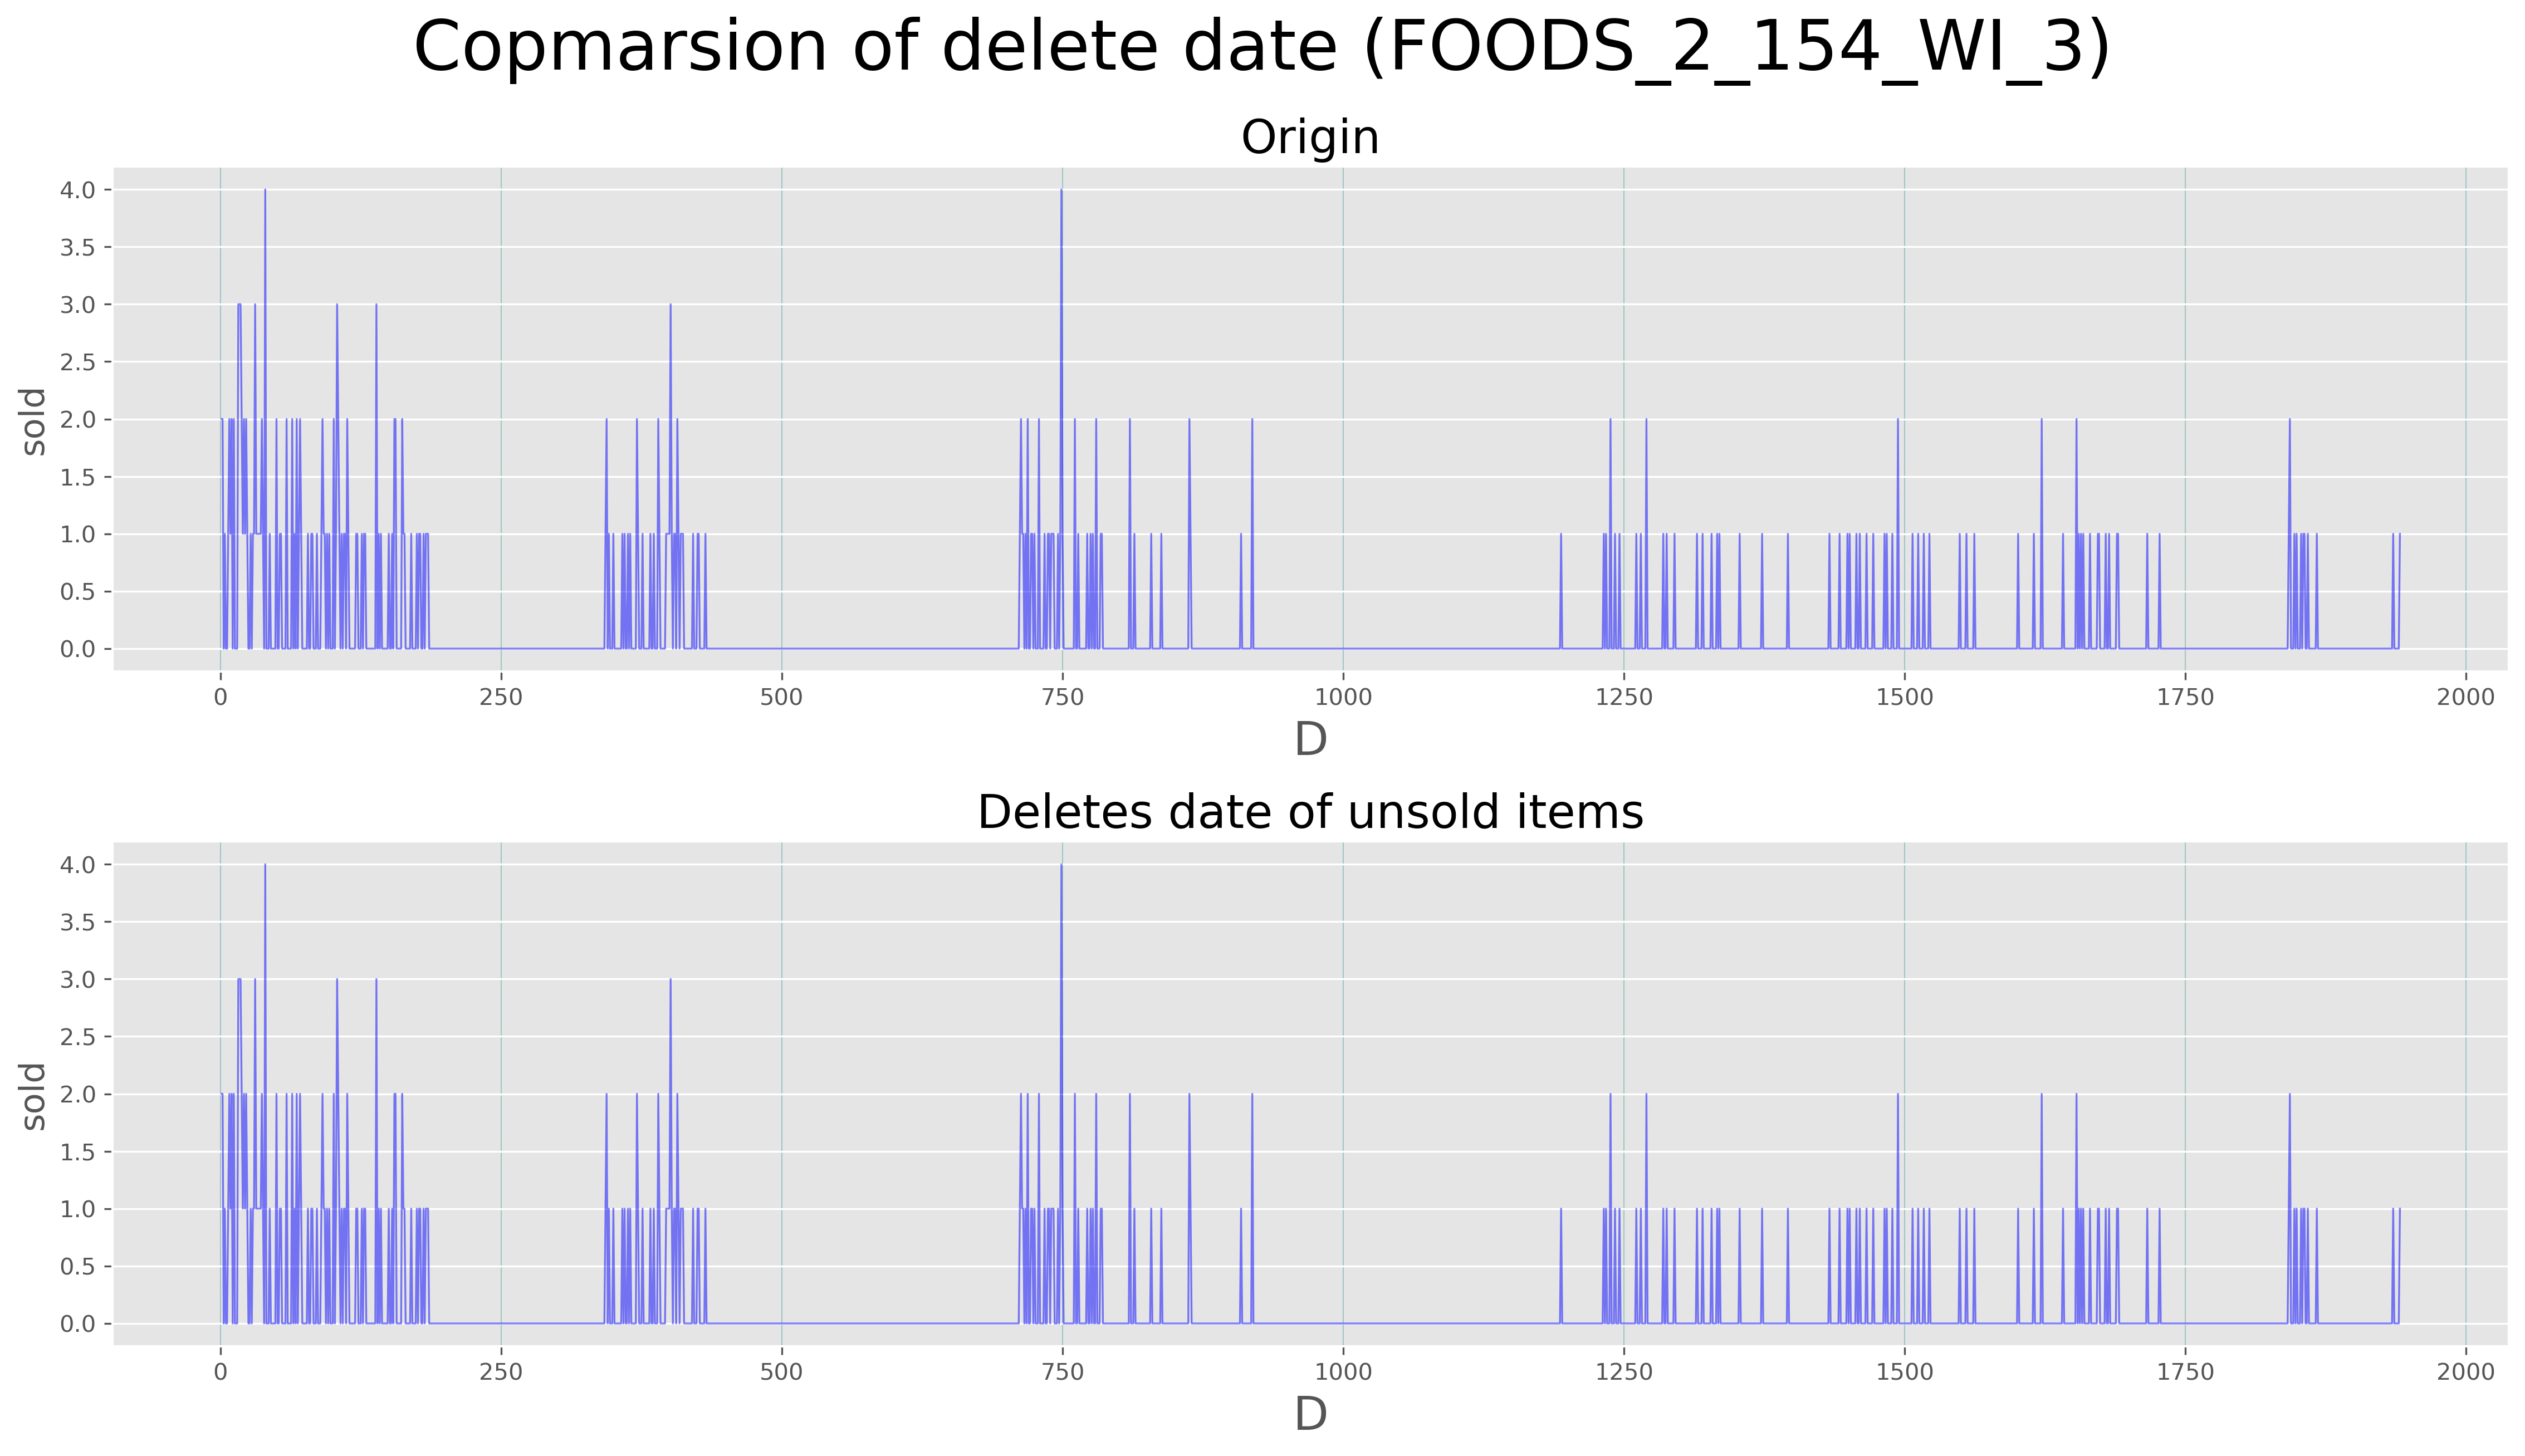 Copmarsion of delete date (FOODS_2_154_WI_3)
Origin
4.0
3.5
3.0
2.5
2.0
1.5
1.0
0.5
0.0
sold
0 250 500 750 1000 1250 1500 1750 2000
D
Deletes date of unsold items
4.0
3.5
3.0
2.5
2.0
1.5
1.0
0.5
0.0
sold
0 250 500 750 1000 1250 1500 1750 2000
D